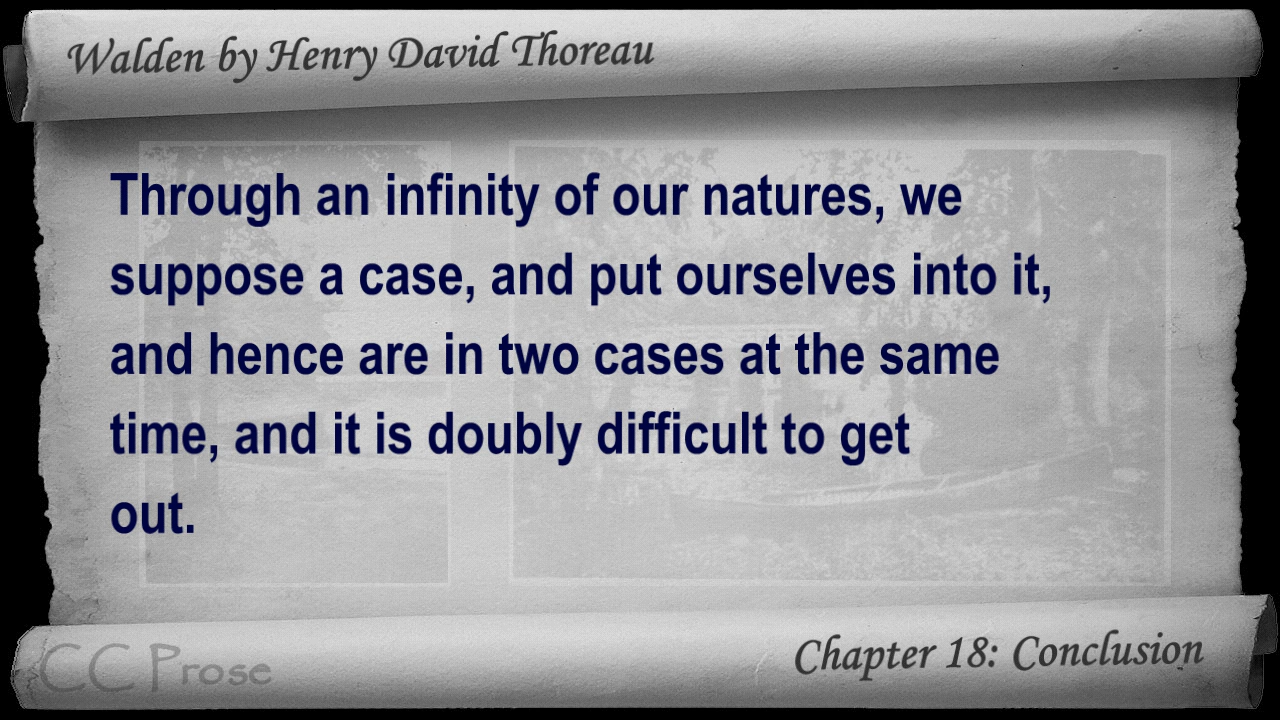 Walden by Henry David Thoreau
Through an infinity of our natures, we
suppose a case, and put ourselves into it,
and hence are in two cases at the same
time, and it is doubly difficult to get
out.
CC Prose
Chapter 18: Conclusion